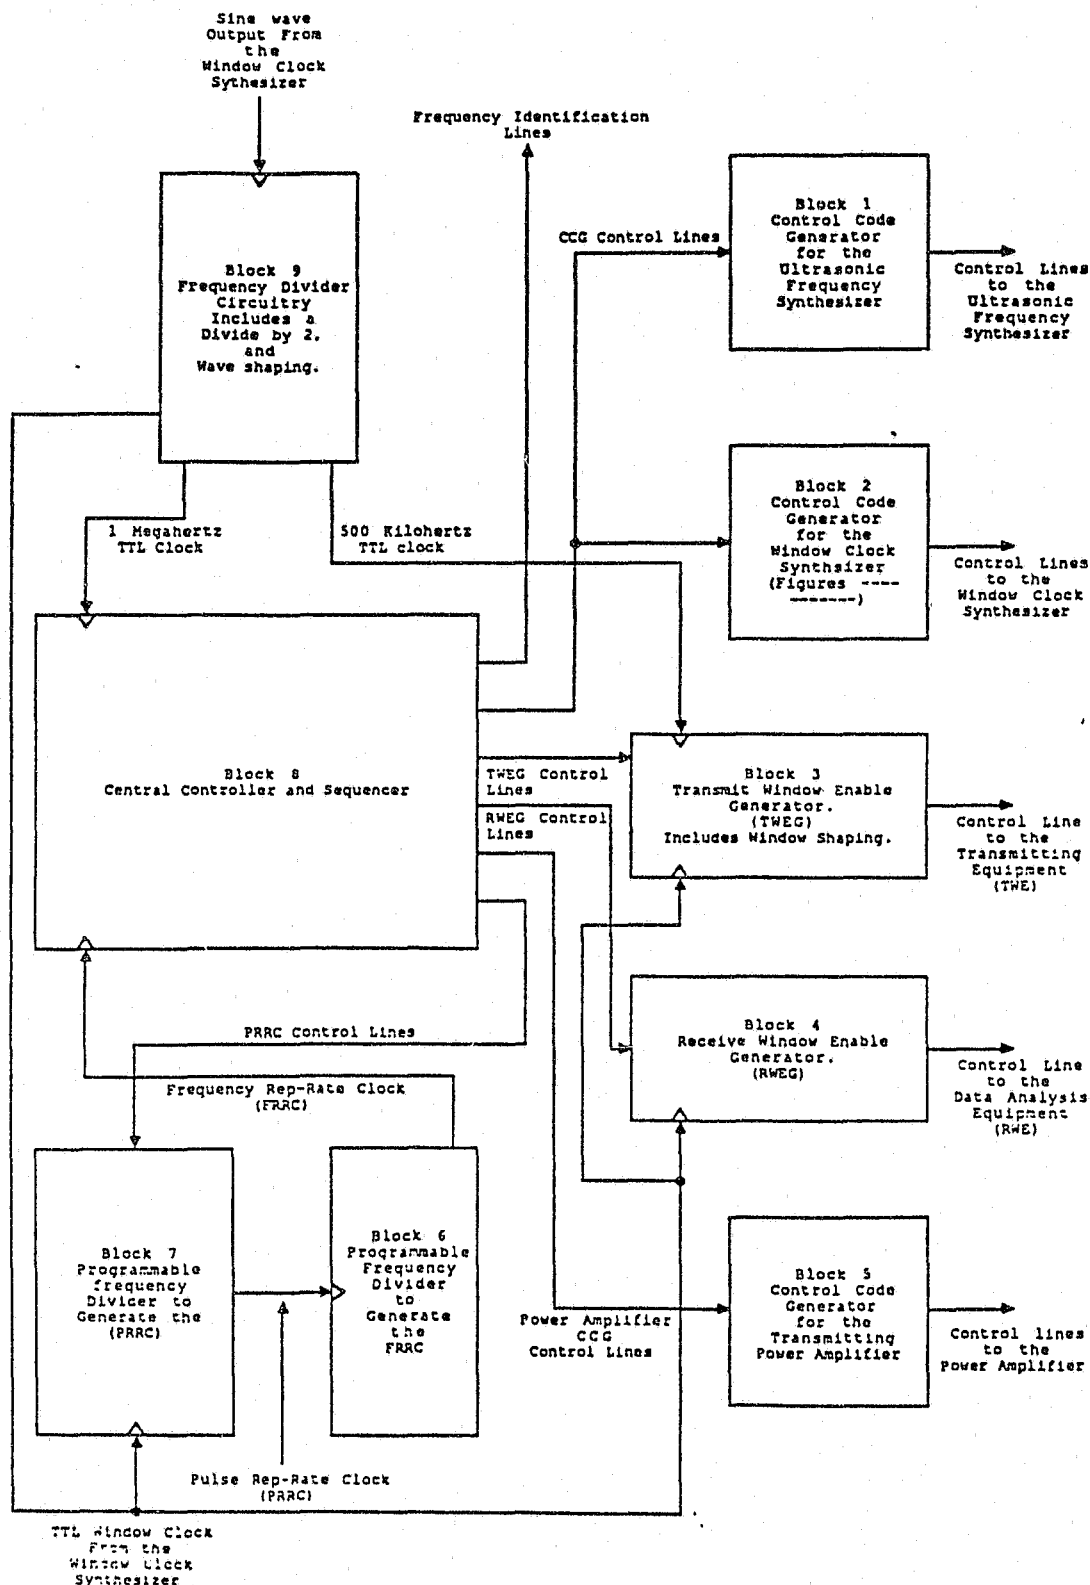 Sine wave
Output From
the
Window Clock
Sythesizer
Frequency Identification
Lines
Block 9
Frequency Divider
Circuitry
Includes a
Divide by 2.
and
Wave shaping.
CCG Control Lines
Block 1
Control Code
Generator
for the
Ultrasonic
Frequency
Synthesizer
Control Lines
to the
Ultrasonic
Frequency
Synthesizer
1 Megahertz
TTL Clock
500 Kilohertz
TTL clock
Block 2
Control Code
Generator
for the
Window Clock
Synthsizer
(Figures ----
-------)
Control Lines
to the
Window Clock
Synthesizer
Block 8
Central Controller and Sequencer
TWEG Control
Lines
RWEG Control
Lines
Block 3
Transmit Window Enable
Generator.
(TWEG)
Includes Window Shaping.
Control Line
to the
Transmitting
Equipment
(TWE)
PRRC Control Lines
Frequency Rep-Rate Clock
(FRRC)
Block 4
Receive Window Enable
Generator.
(RWEG)
Control Line
to the
Data Analysis
Equipment
(RWE)
Block 7
Programmable
frequency
Divider to
Generate the
(PRRC)
Block 6
Programmable
Frequency
Divider
to
Generate
the
FRRC
Power Amplifier
CCG
Control Lines
Block 5
Control Code
Generator
for the
Transmitting
Power Amplifier
Control lines
to the
Power Amplifier
Pulse Rep-Rate Clock
(PRRC)
TTL Window Clock
From the
Window Clock
Synthesizer